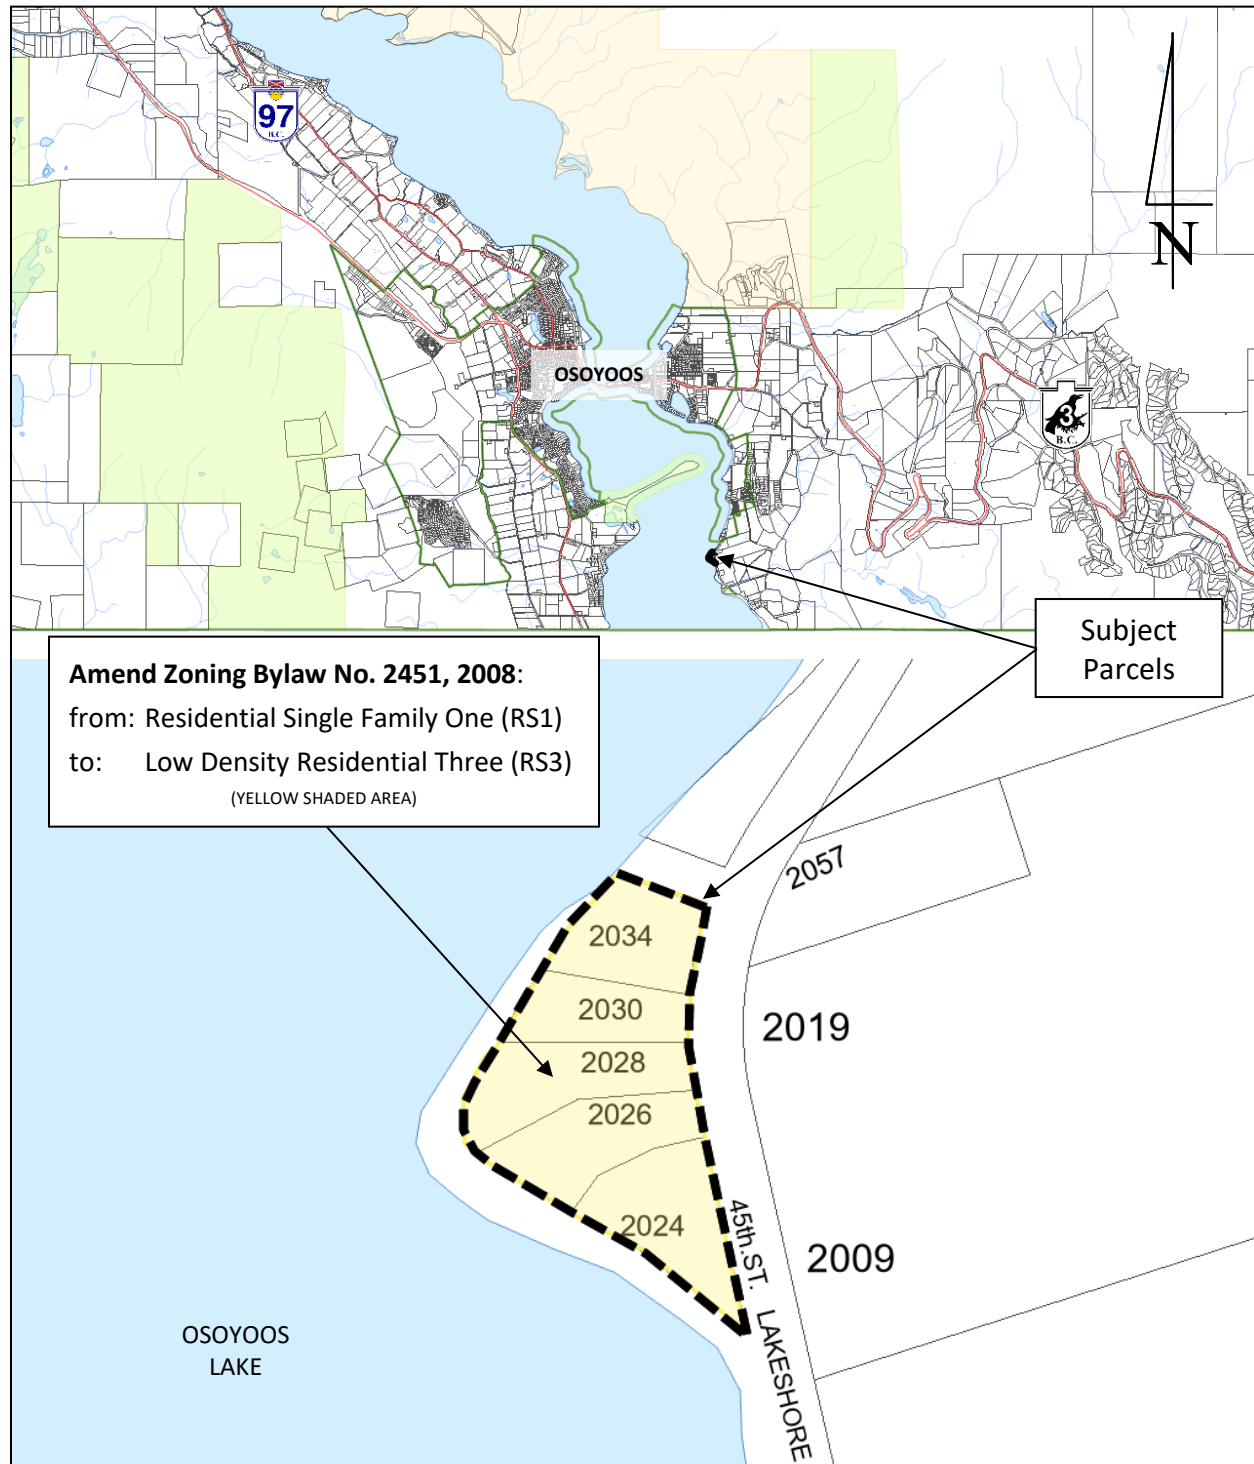 97
B.C.
N
OSOYOOS
3
B.C.
Subject
Parcels
Amend Zoning Bylaw No. 2451, 2008:
from: Residential Single Family One (RS1)
to: Low Density Residential Three (RS3)
(YELLOW SHADED AREA)
2057
2034
2030
2019
2028
2026
2024
45th.ST.
2009
LAKESHORE
OSOYOOS
LAKE